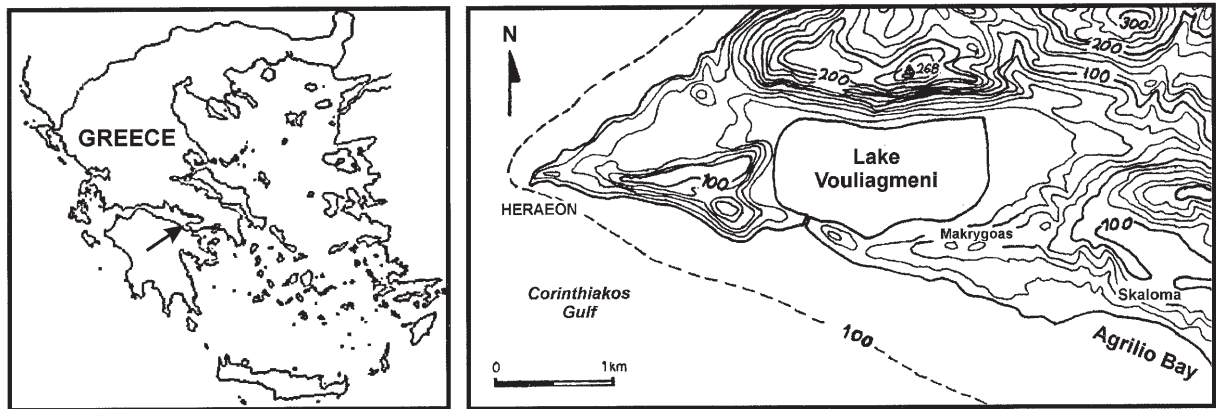 GREECE
N
300
200
268
200
100
Lake
Vouliagmeni
100
HERAEON
Makrygoas
100
Skaloma
Corinthiakos
Gulf
100
Agrilio Bay
0 1km